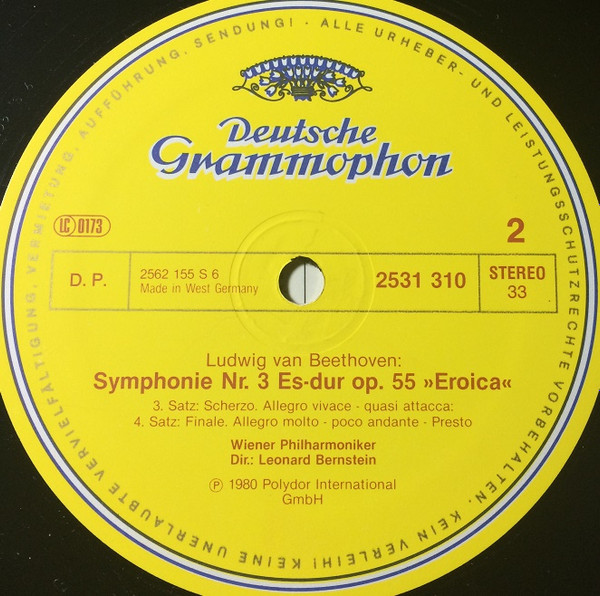 ALLE URHEBER- UND LEISTUNGSSCHUTZRECHTE VORBEHALTEN. KEIN VERLEIH! KEINE UNERLAUBTE VERVIELFÄLTIGUNG, VERMIETUNG, AUFFÜHRUNG, SENDUNG! -
Deutsche
Grammophon
LC 0173
2
D. P.
2562 155 S 6
Made in West Germany
2531 310
STEREO
33
Ludwig van Beethoven:
Symphonie Nr. 3 Es-dur op. 55 »Eroica«
3. Satz: Scherzo. Allegro vivace - quasi attacca:
4. Satz: Finale. Allegro molto - poco andante - Presto
Wiener Philharmoniker
Dir.: Leonard Bernstein
Ⓟ 1980 Polydor International
GmbH